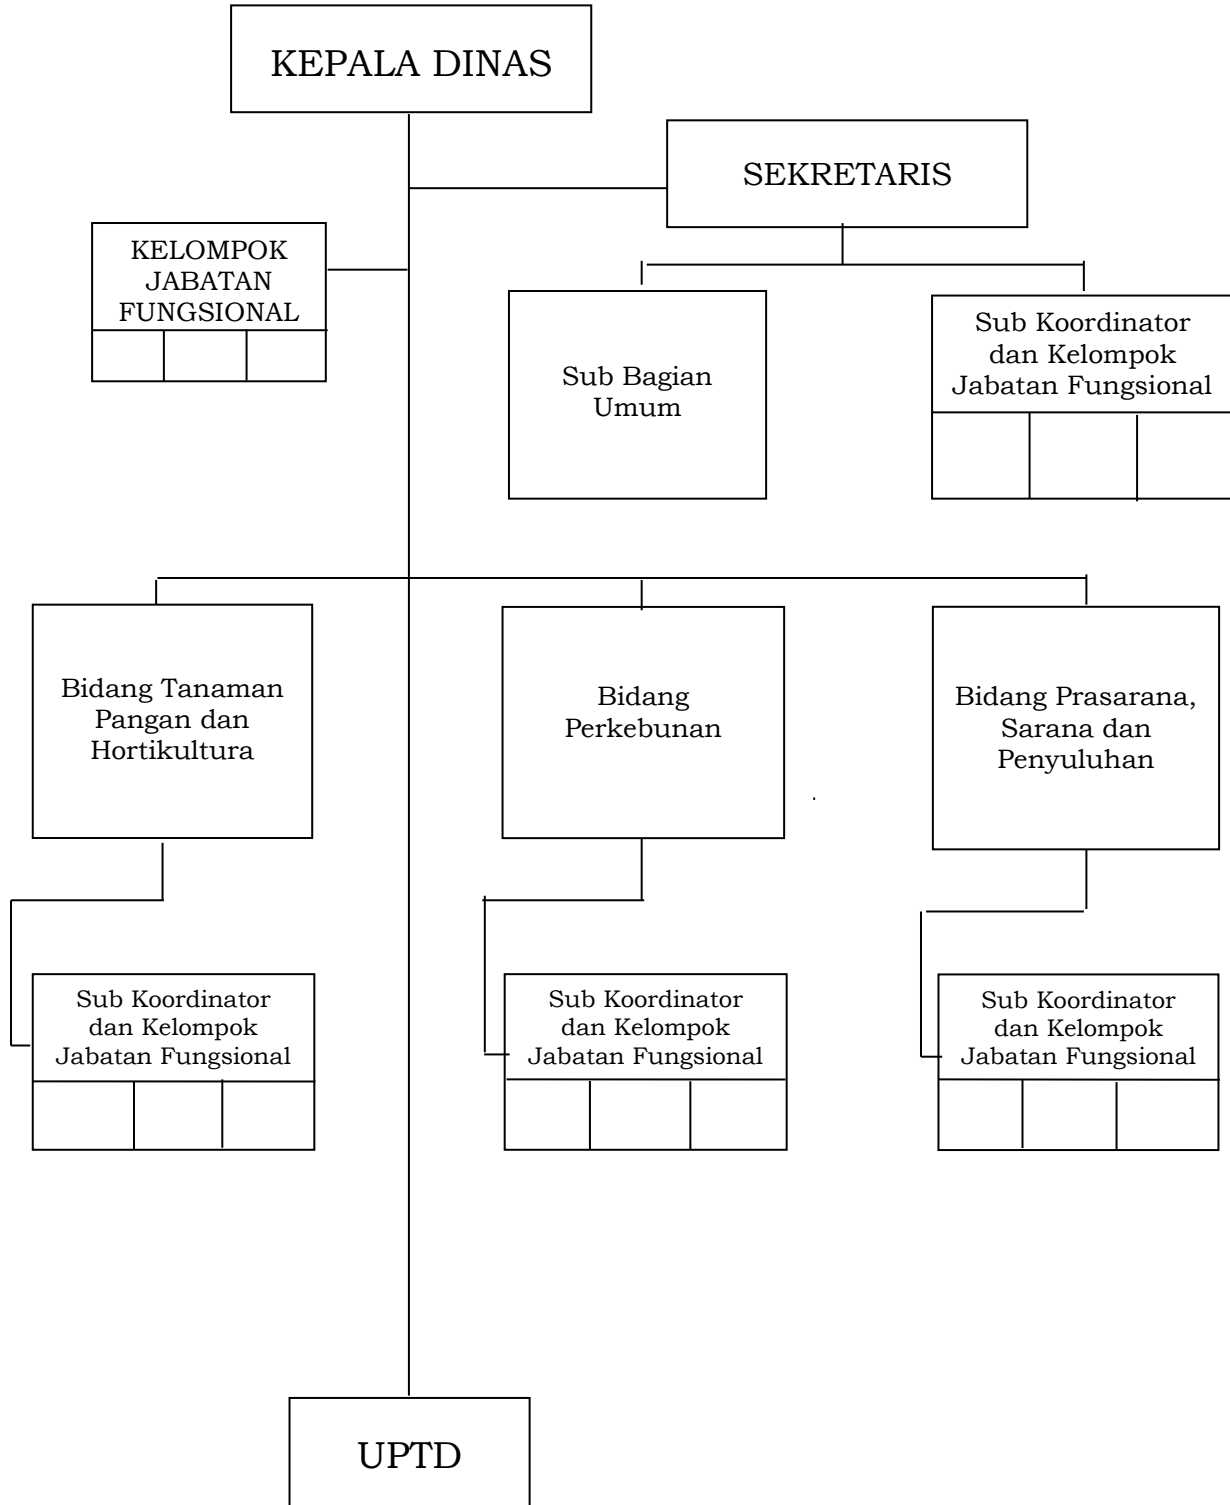 KEPALA DINAS
SEKRETARIS
KELOMPOK
JABATAN
FUNGSIONAL
Sub Bagian
Umum
Sub Koordinator
dan Kelompok
Jabatan Fungsional
Bidang Tanaman
Pangan dan
Hortikultura
Bidang
Perkebunan
Bidang Prasarana,
Sarana dan
Penyuluhan
.
Sub Koordinator
dan Kelompok
Jabatan Fungsional
Sub Koordinator
dan Kelompok
Jabatan Fungsional
Sub Koordinator
dan Kelompok
Jabatan Fungsional
UPTD